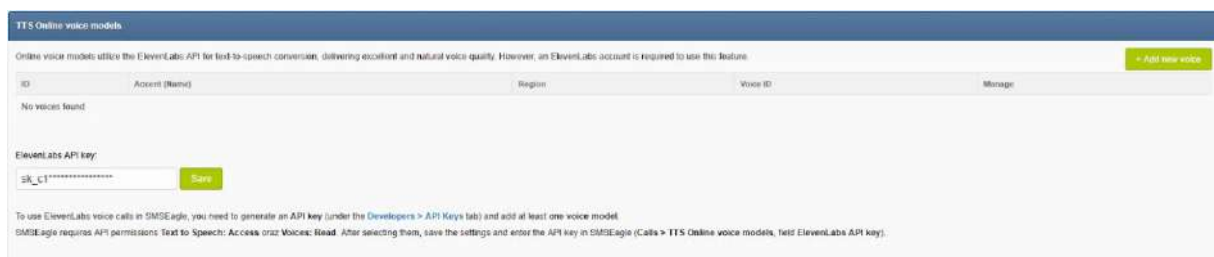 TTS Online voice models
Online voice models utilize the ElevenLabs API for text-to-speech conversion, delivering excellent and natural voice quality. However, an ElevenLabs account is required to use this feature.
+ Add new voice
ID Accent (Name) Region Voice ID Manage
No voices found
ElevenLabs API key:
sk_c1****************
Save
To use ElevenLabs voice calls in SMSEagle, you need to generate an API key (under the Developers > API Keys tab) and add at least one voice model.
SMSEagle requires API permissions Text to Speech: Access oraz Voices: Read. After selecting them, save the settings and enter the API key in SMSEagle (Calls > TTS Online voice models, field ElevenLabs API key).